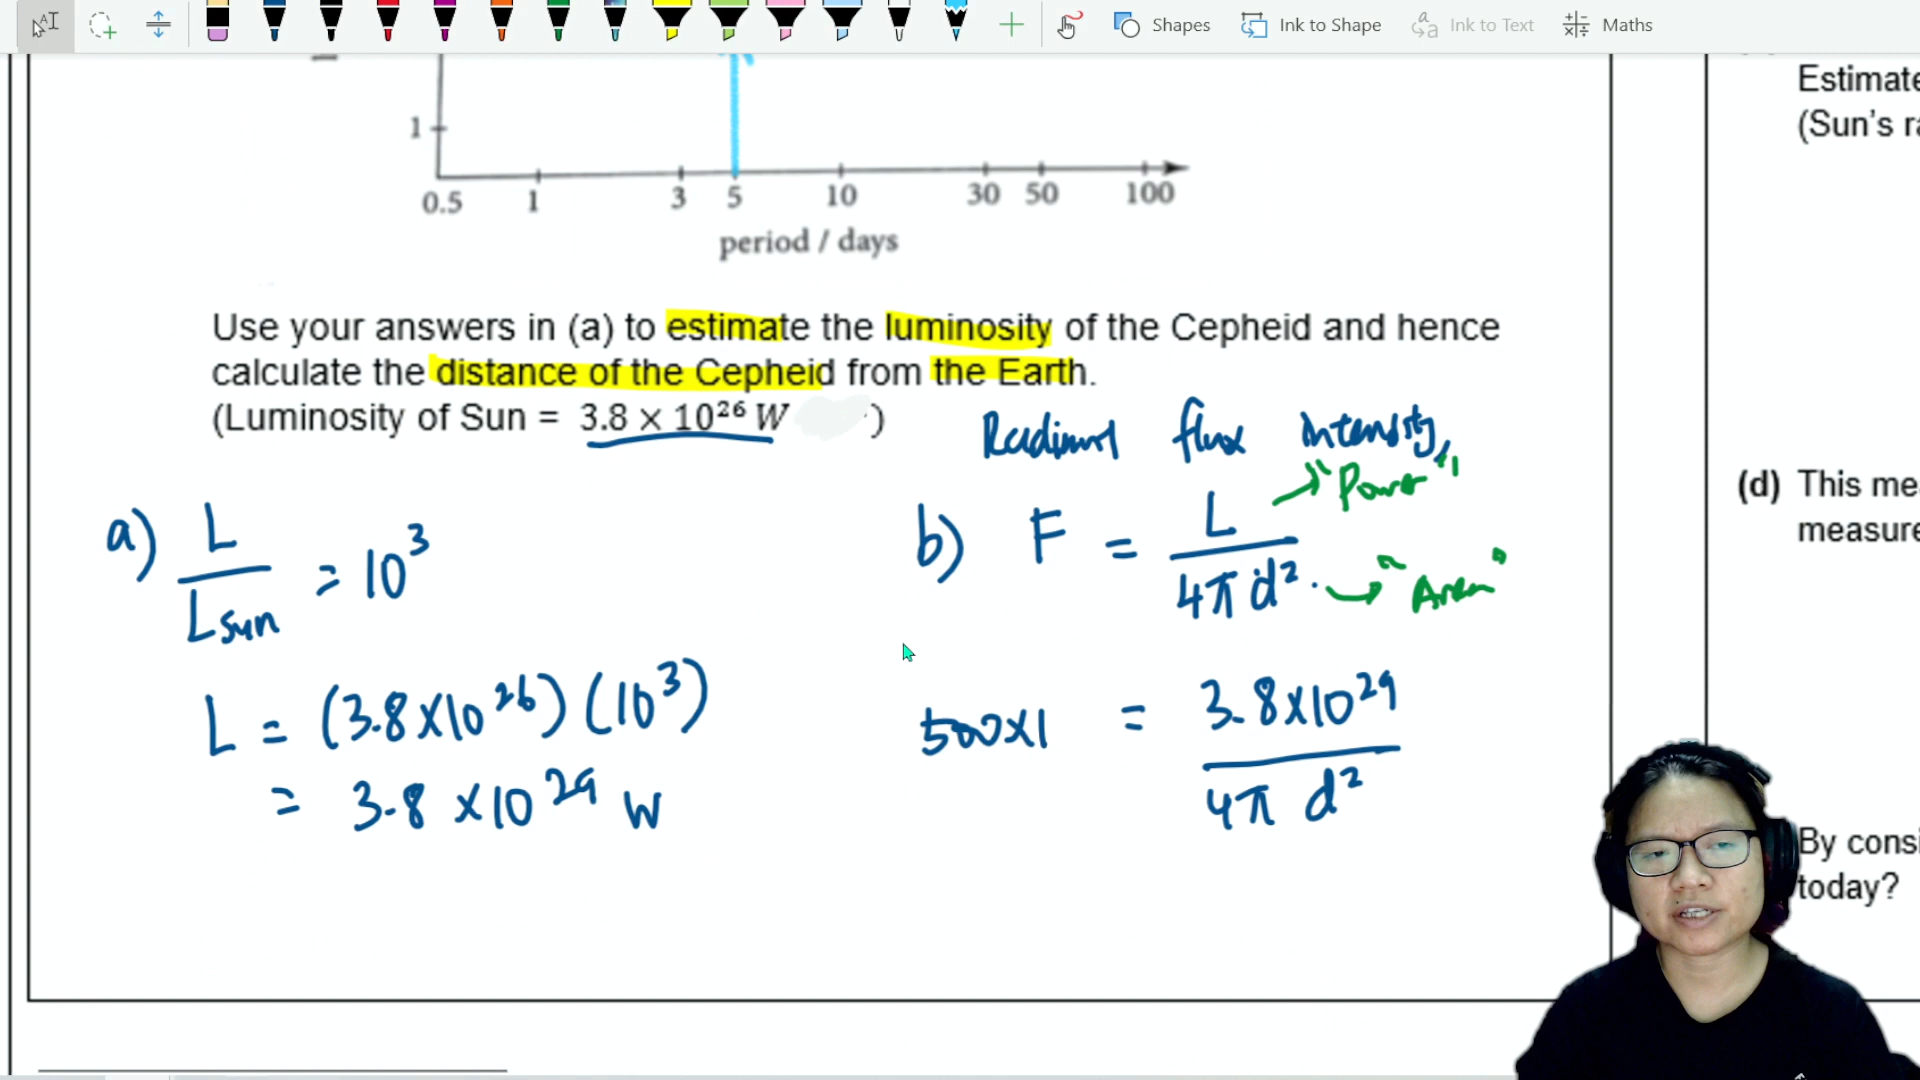 Shapes Ink to Shape Ink to Text Maths
1
0.5 1 3 5 10 30 50 100
period / days
Use your answers in (a) to estimate the luminosity of the Cepheid and hence
calculate the distance of the Cepheid from the Earth.
(Luminosity of Sun = 3.8 × 10²⁶ W )
a) L / Lsun = 10³
L = (3.8×10²⁶)(10³)
= 3.8 ×10²⁹ W
Radiant flux intensity,
b) F = L / 4π d²
→ "Power"
→ "Area"
500×1 = 3.8×10²⁹ / 4π d²
Estimate
(Sun's ra
(d) This me
measure
By consi
today?